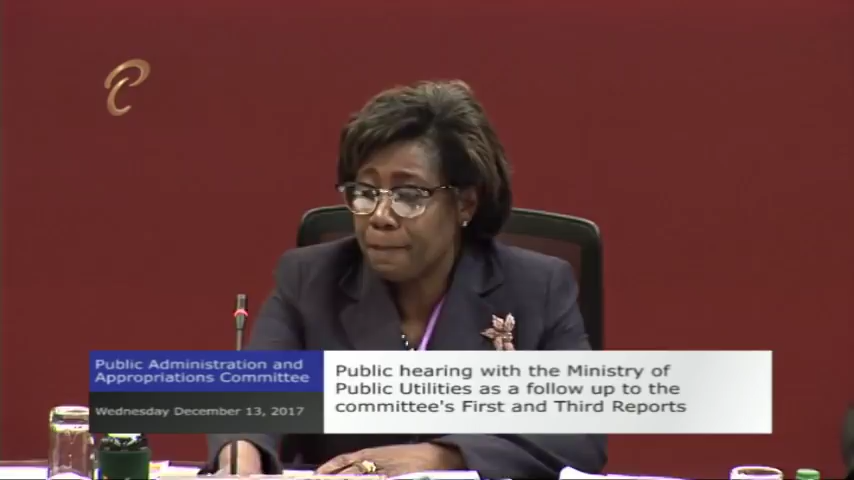 Public Administration and
Appropriations Committee
Wednesday December 13, 2017
Public hearing with the Ministry of
Public Utilities as a follow up to the
committee's First and Third Reports